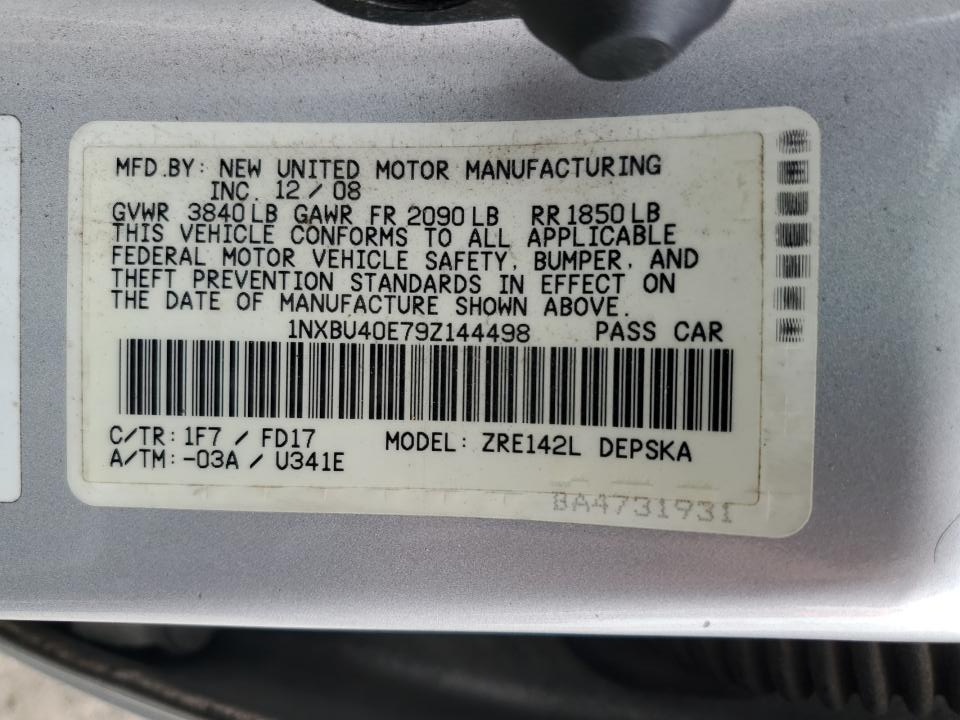 MFD.BY: NEW UNITED MOTOR MANUFACTURING
INC. 12 / 08
GVWR 3840 LB GAWR FR 2090 LB RR 1850 LB
THIS VEHICLE CONFORMS TO ALL APPLICABLE
FEDERAL MOTOR VEHICLE SAFETY, BUMPER, AND
THEFT PREVENTION STANDARDS IN EFFECT ON
THE DATE OF MANUFACTURE SHOWN ABOVE.
1NXBU40E79Z144498 PASS CAR
C/TR: 1F7 / FD17 MODEL: ZRE142L DEPSKA
A/TM: -03A / U341E
BA4731931